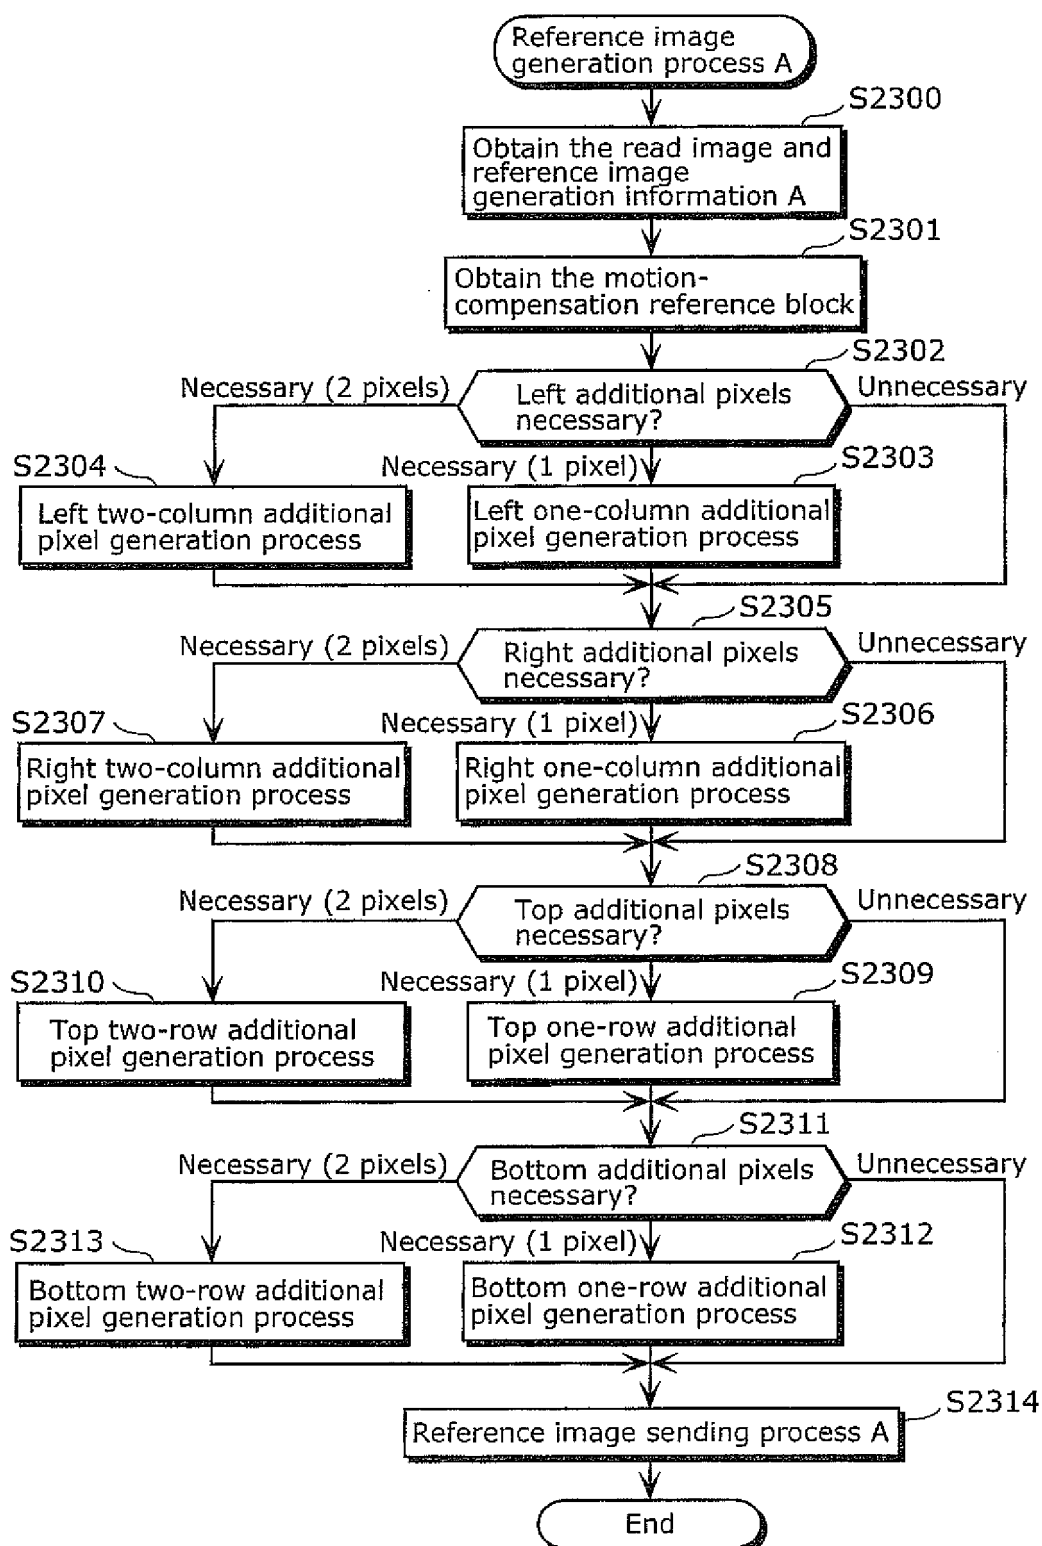 Reference image
generation process A
S2300
Obtain the read image and
reference image
generation information A
S2301
Obtain the motion-
compensation reference block
S2302
Necessary (2 pixels)
Left additional pixels
necessary?
Unnecessary
S2304
Necessary (1 pixel)
S2303
Left two-column additional
pixel generation process
Left one-column additional
pixel generation process
S2305
Necessary (2 pixels)
Right additional pixels
necessary?
Unnecessary
S2307
Necessary (1 pixel)
S2306
Right two-column additional
pixel generation process
Right one-column additional
pixel generation process
S2308
Necessary (2 pixels)
Top additional pixels
necessary?
Unnecessary
S2310
Necessary (1 pixel)
S2309
Top two-row additional
pixel generation process
Top one-row additional
pixel generation process
S2311
Necessary (2 pixels)
Bottom additional pixels
necessary?
Unnecessary
S2313
Necessary (1 pixel)
S2312
Bottom two-row additional
pixel generation process
Bottom one-row additional
pixel generation process
S2314
Reference image sending process A
End